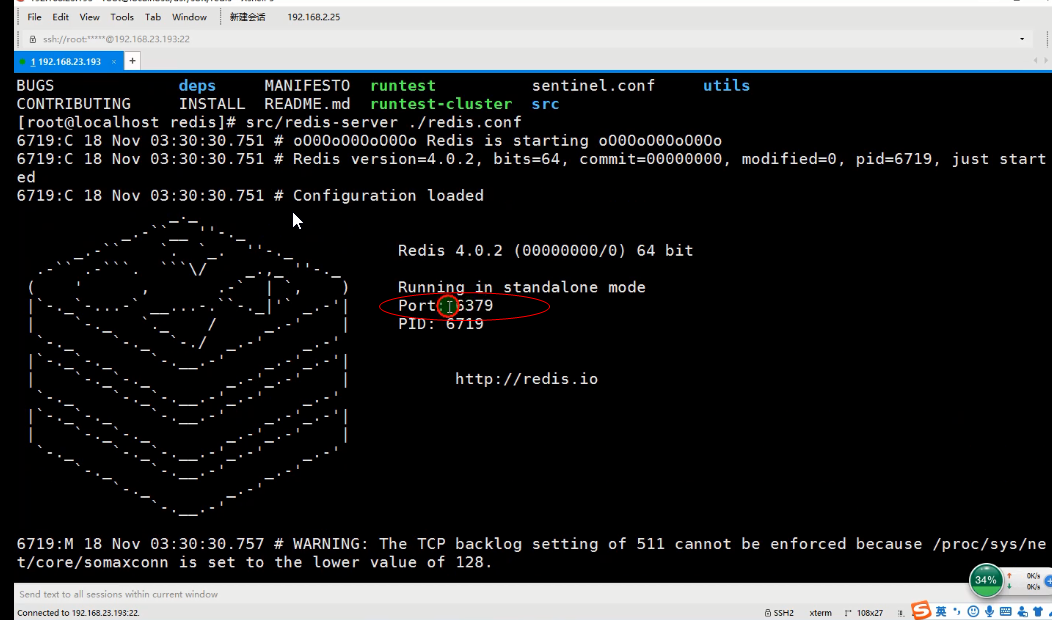 File Edit View Tools Tab Window 新建会话 192.168.2.25
ssh://root:*****@192.168.23.193:22
1 192.168.23.193 × +
BUGS deps MANIFESTO runtest sentinel.conf utils
CONTRIBUTING INSTALL README.md runtest-cluster src
[root@localhost redis]# src/redis-server ./redis.conf
6719:C 18 Nov 03:30:30.751 # oO0OoO0OoO0Oo Redis is starting oO0OoO0OoO0Oo
6719:C 18 Nov 03:30:30.751 # Redis version=4.0.2, bits=64, commit=00000000, modified=0, pid=6719, just start
ed
6719:C 18 Nov 03:30:30.751 # Configuration loaded
Redis 4.0.2 (00000000/0) 64 bit
Running in standalone mode
Port: 6379
PID: 6719
http://redis.io
6719:M 18 Nov 03:30:30.757 # WARNING: The TCP backlog setting of 511 cannot be enforced because /proc/sys/ne
t/core/somaxconn is set to the lower value of 128.
34% 0K/s
0K/s
Send text to all sessions within current window
Connected to 192.168.23.193:22. SSH2 xterm 108x27 英